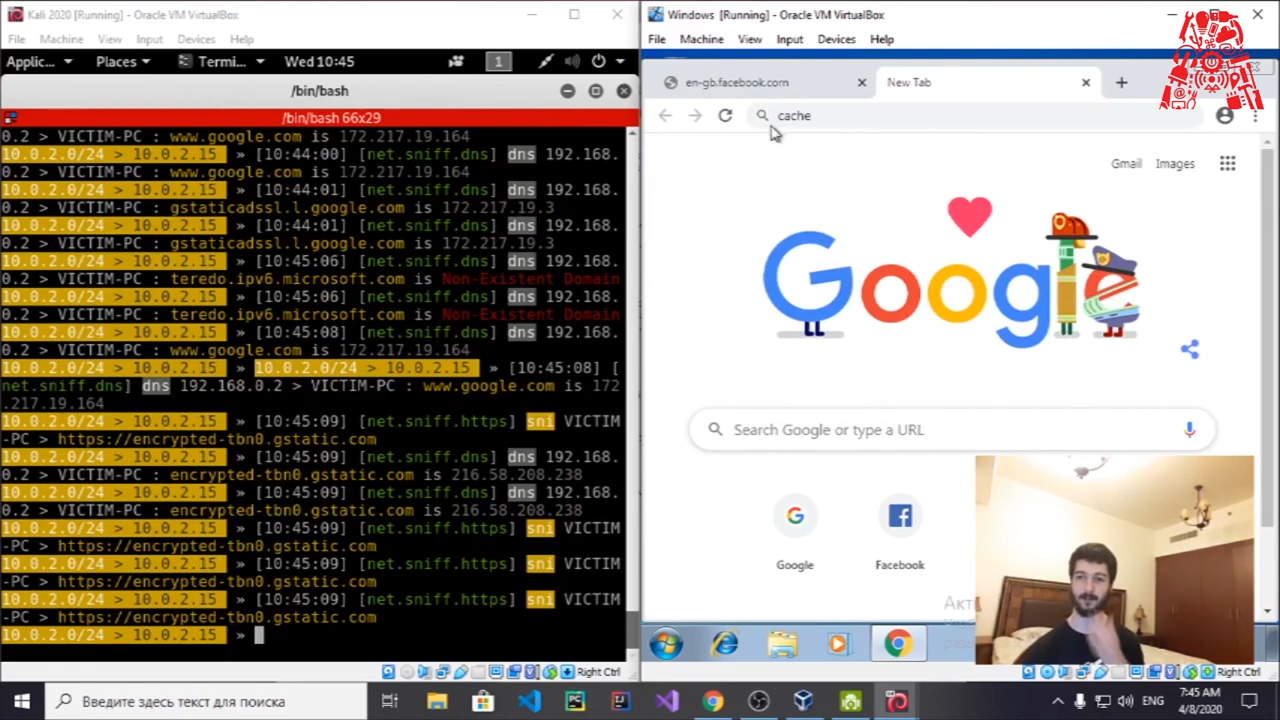 Kali 2020 [Running] - Oracle VM VirtualBox
File Machine View Input Devices Help
Applic... Places Termi... Wed 10:45 1
/bin/bash
/bin/bash 66x29
0.2 > VICTIM-PC : www.google.com is 172.217.19.164
10.0.2.0/24 > 10.0.2.15 » [10:44:00] [net.sniff.dns] dns 192.168.
0.2 > VICTIM-PC : www.google.com is 172.217.19.164
10.0.2.0/24 > 10.0.2.15 » [10:44:01] [net.sniff.dns] dns 192.168.
0.2 > VICTIM-PC : gstaticadssl.l.google.com is 172.217.19.3
10.0.2.0/24 > 10.0.2.15 » [10:44:01] [net.sniff.dns] dns 192.168.
0.2 > VICTIM-PC : gstaticadssl.l.google.com is 172.217.19.3
10.0.2.0/24 > 10.0.2.15 » [10:45:06] [net.sniff.dns] dns 192.168.
0.2 > VICTIM-PC : teredo.ipv6.microsoft.com is Non-Existent Domain
10.0.2.0/24 > 10.0.2.15 » [10:45:06] [net.sniff.dns] dns 192.168.
0.2 > VICTIM-PC : teredo.ipv6.microsoft.com is Non-Existent Domain
10.0.2.0/24 > 10.0.2.15 » [10:45:08] [net.sniff.dns] dns 192.168.
0.2 > VICTIM-PC : www.google.com is 172.217.19.164
10.0.2.0/24 > 10.0.2.15 » 10.0.2.0/24 > 10.0.2.15 » [10:45:08] [
net.sniff.dns] dns 192.168.0.2 > VICTIM-PC : www.google.com is 172
.217.19.164
10.0.2.0/24 > 10.0.2.15 » [10:45:09] [net.sniff.https] sni VICTIM
-PC > https://encrypted-tbn0.gstatic.com
10.0.2.0/24 > 10.0.2.15 » [10:45:09] [net.sniff.dns] dns 192.168.
0.2 > VICTIM-PC : encrypted-tbn0.gstatic.com is 216.58.208.238
10.0.2.0/24 > 10.0.2.15 » [10:45:09] [net.sniff.dns] dns 192.168.
0.2 > VICTIM-PC : encrypted-tbn0.gstatic.com is 216.58.208.238
10.0.2.0/24 > 10.0.2.15 » [10:45:09] [net.sniff.https] sni VICTIM
-PC > https://encrypted-tbn0.gstatic.com
10.0.2.0/24 > 10.0.2.15 » [10:45:09] [net.sniff.https] sni VICTIM
-PC > https://encrypted-tbn0.gstatic.com
10.0.2.0/24 > 10.0.2.15 » [10:45:09] [net.sniff.https] sni VICTIM
-PC > https://encrypted-tbn0.gstatic.com
10.0.2.0/24 > 10.0.2.15 »
Right Ctrl
Windows [Running] - Oracle VM VirtualBox
File Machine View Input Devices Help
en-gb.facebook.com New Tab
cache
Gmail Images
Google
Search Google or type a URL
Google Facebook
Right Ctrl
Введите здесь текст для поиска
ENG
7:45 AM
4/8/2020